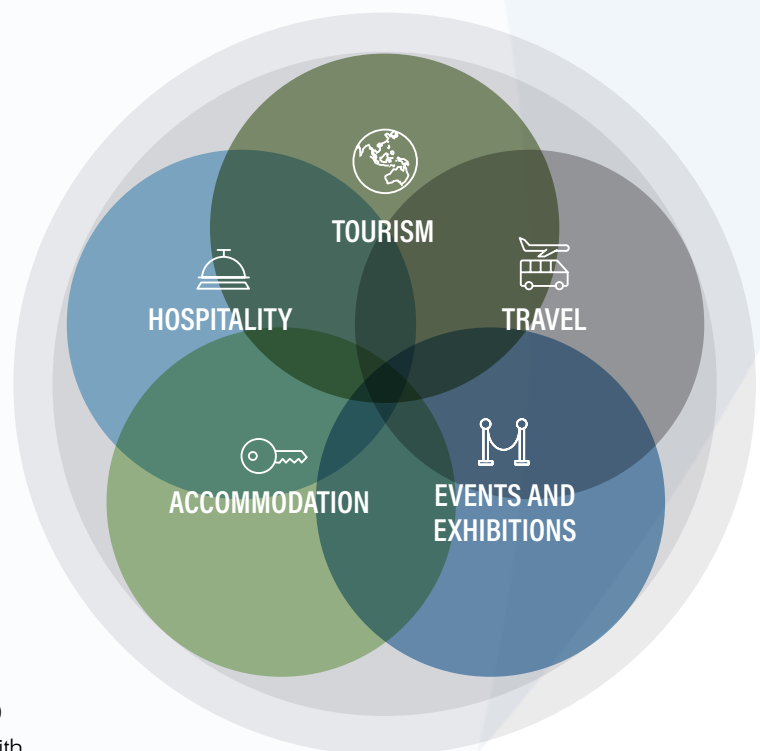 TOURISM
HOSPITALITY
TRAVEL
ACCOMMODATION
EVENTS AND
EXHIBITIONS